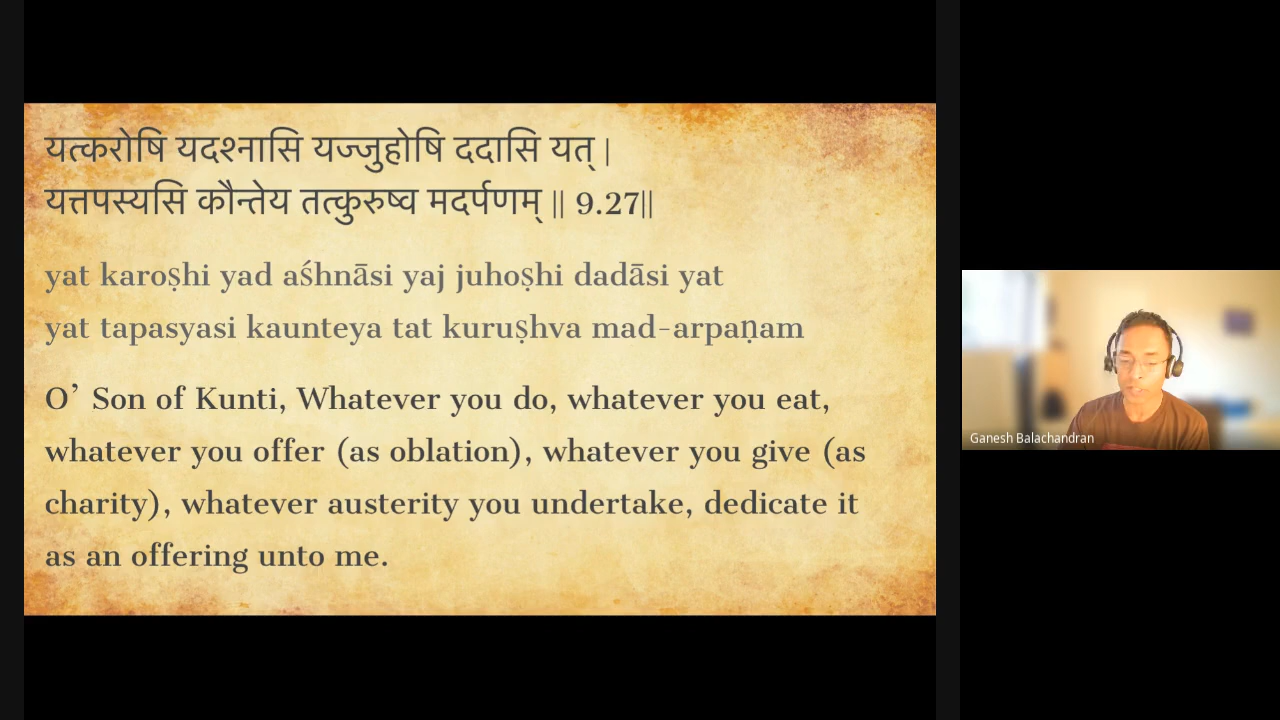 यत्करोषि यदश्नासि यज्जुहोषि ददासि यत् |
यत्तपस्यसि कौन्तेय तत्कुरुष्व मदर्पणम् || 9.27||
yat karoṣhi yad aśhnāsi yaj juhoṣhi dadāsi yat
yat tapasyasi kaunteya tat kuruṣhva mad-arpaṇam
O’ Son of Kunti, Whatever you do, whatever you eat,
whatever you offer (as oblation), whatever you give (as
charity), whatever austerity you undertake, dedicate it
as an offering unto me.
Ganesh Balachandran